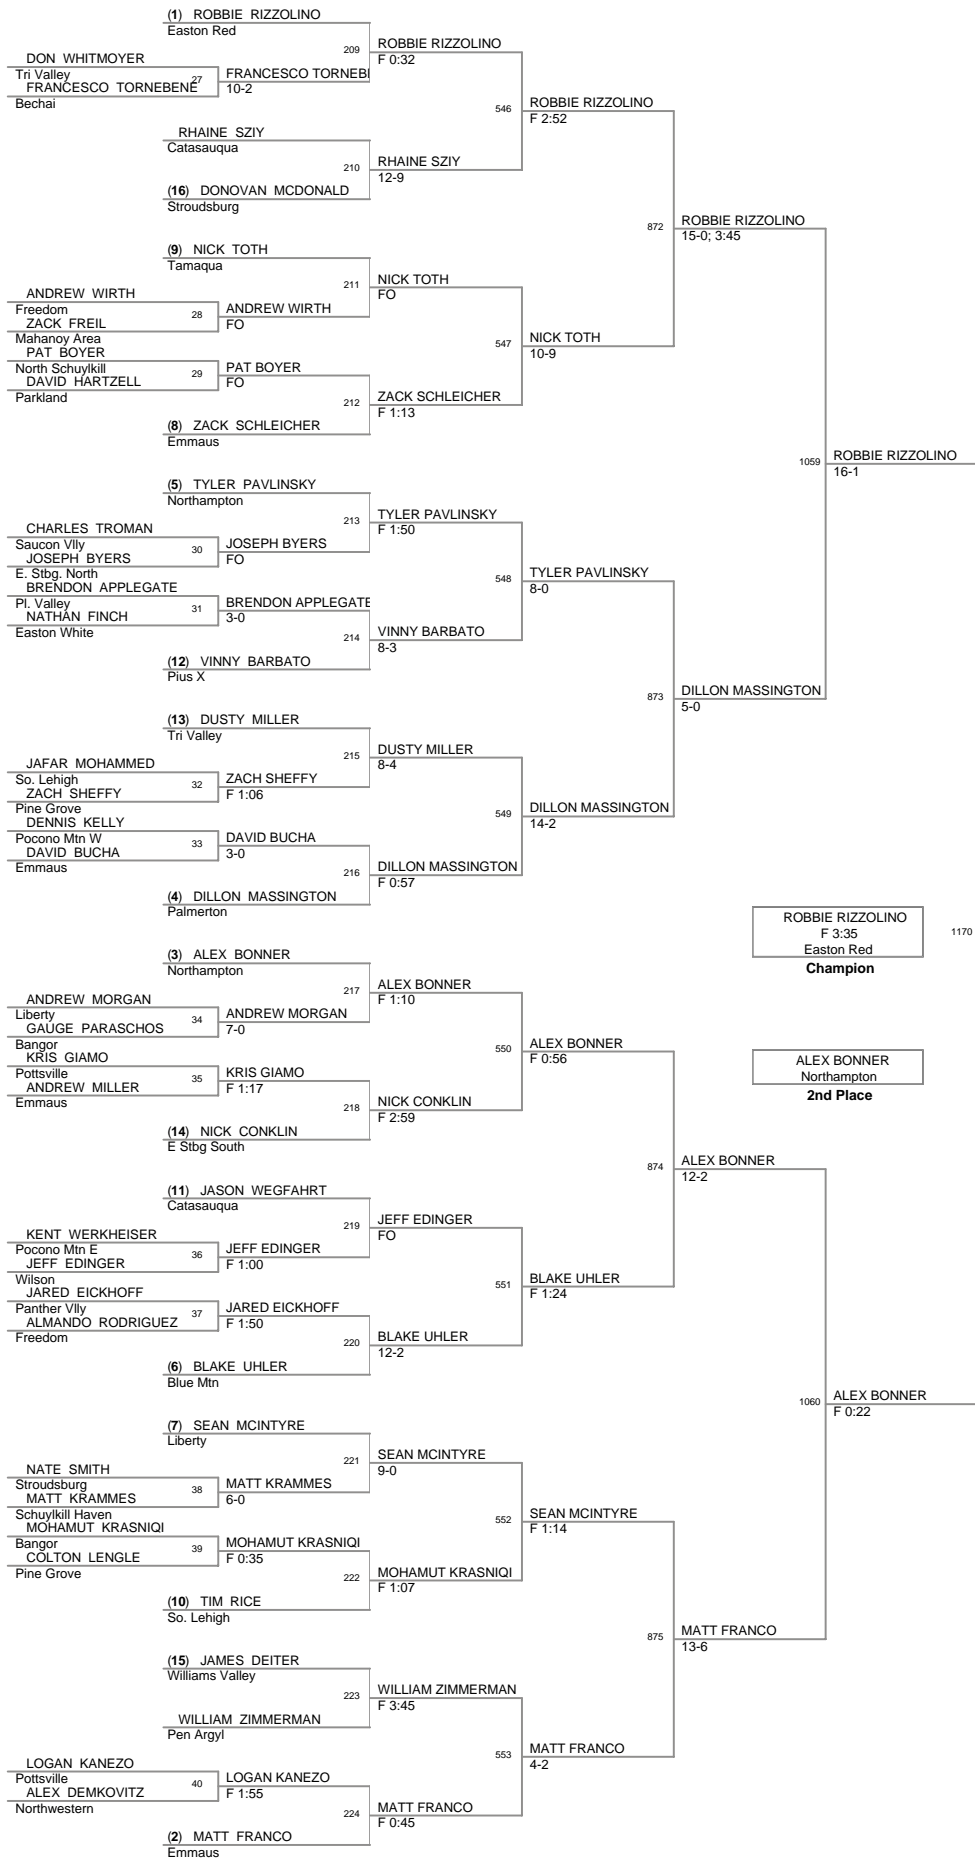 (1) ROBBIE RIZZOLINO
Easton Red
209
ROBBIE RIZZOLINO
F 0:32
DON WHITMOYER
Tri Valley
27
FRANCESCO TORNEBENE
Bechai
FRANCESCO TORNEBE
10-2
546
ROBBIE RIZZOLINO
F 2:52
RHAINE SZIY
Catasauqua
210
RHAINE SZIY
12-9
(16) DONOVAN MCDONALD
Stroudsburg
872
ROBBIE RIZZOLINO
15-0; 3:45
(9) NICK TOTH
Tamaqua
211
NICK TOTH
FO
ANDREW WIRTH
Freedom
28
ZACK FREIL
Mahanoy Area
ANDREW WIRTH
FO
547
NICK TOTH
10-9
PAT BOYER
North Schuylkill
29
DAVID HARTZELL
Parkland
PAT BOYER
FO
212
ZACK SCHLEICHER
F 1:13
(8) ZACK SCHLEICHER
Emmaus
1059
ROBBIE RIZZOLINO
16-1
(5) TYLER PAVLINSKY
Northampton
213
TYLER PAVLINSKY
F 1:50
CHARLES TROMAN
Saucon Vlly
30
JOSEPH BYERS
E. Stbg. North
JOSEPH BYERS
FO
548
TYLER PAVLINSKY
8-0
BRENDON APPLEGATE
Pl. Valley
31
NATHAN FINCH
Easton White
BRENDON APPLEGATE
3-0
214
VINNY BARBATO
8-3
(12) VINNY BARBATO
Pius X
873
DILLON MASSINGTON
5-0
(13) DUSTY MILLER
Tri Valley
215
DUSTY MILLER
8-4
JAFAR MOHAMMED
So. Lehigh
32
ZACH SHEFFY
Pine Grove
ZACH SHEFFY
F 1:06
549
DILLON MASSINGTON
14-2
DENNIS KELLY
Pocono Mtn W
33
DAVID BUCHA
Emmaus
DAVID BUCHA
3-0
216
DILLON MASSINGTON
F 0:57
(4) DILLON MASSINGTON
Palmerton
ROBBIE RIZZOLINO
F 3:35
Easton Red
Champion
1170
(3) ALEX BONNER
Northampton
217
ALEX BONNER
F 1:10
ANDREW MORGAN
Liberty
34
GAUGE PARASCHOS
Bangor
ANDREW MORGAN
7-0
550
ALEX BONNER
F 0:56
KRIS GIAMO
Pottsville
35
ANDREW MILLER
Emmaus
KRIS GIAMO
F 1:17
218
NICK CONKLIN
F 2:59
(14) NICK CONKLIN
E Stbg South
ALEX BONNER
Northampton
2nd Place
874
ALEX BONNER
12-2
(11) JASON WEGFAHRT
Catasauqua
219
JEFF EDINGER
FO
KENT WERKHEISER
Pocono Mtn E
36
JEFF EDINGER
Wilson
JEFF EDINGER
F 1:00
551
BLAKE UHLER
F 1:24
JARED EICKHOFF
Panther Vlly
37
ALMANDO RODRIGUEZ
Freedom
JARED EICKHOFF
F 1:50
220
BLAKE UHLER
12-2
(6) BLAKE UHLER
Blue Mtn
1060
ALEX BONNER
F 0:22
(7) SEAN MCINTYRE
Liberty
221
SEAN MCINTYRE
9-0
NATE SMITH
Stroudsburg
38
MATT KRAMMES
Schuylkill Haven
MATT KRAMMES
6-0
552
SEAN MCINTYRE
F 1:14
MOHAMUT KRASNIQI
Bangor
39
COLTON LENGLE
Pine Grove
MOHAMUT KRASNIQI
F 0:35
222
MOHAMUT KRASNIQI
F 1:07
(10) TIM RICE
So. Lehigh
875
MATT FRANCO
13-6
(15) JAMES DEITER
Williams Valley
223
WILLIAM ZIMMERMAN
F 3:45
WILLIAM ZIMMERMAN
Pen Argyl
553
MATT FRANCO
4-2
LOGAN KANEZO
Pottsville
40
ALEX DEMKOVITZ
Northwestern
LOGAN KANEZO
F 1:55
224
MATT FRANCO
F 0:45
(2) MATT FRANCO
Emmaus